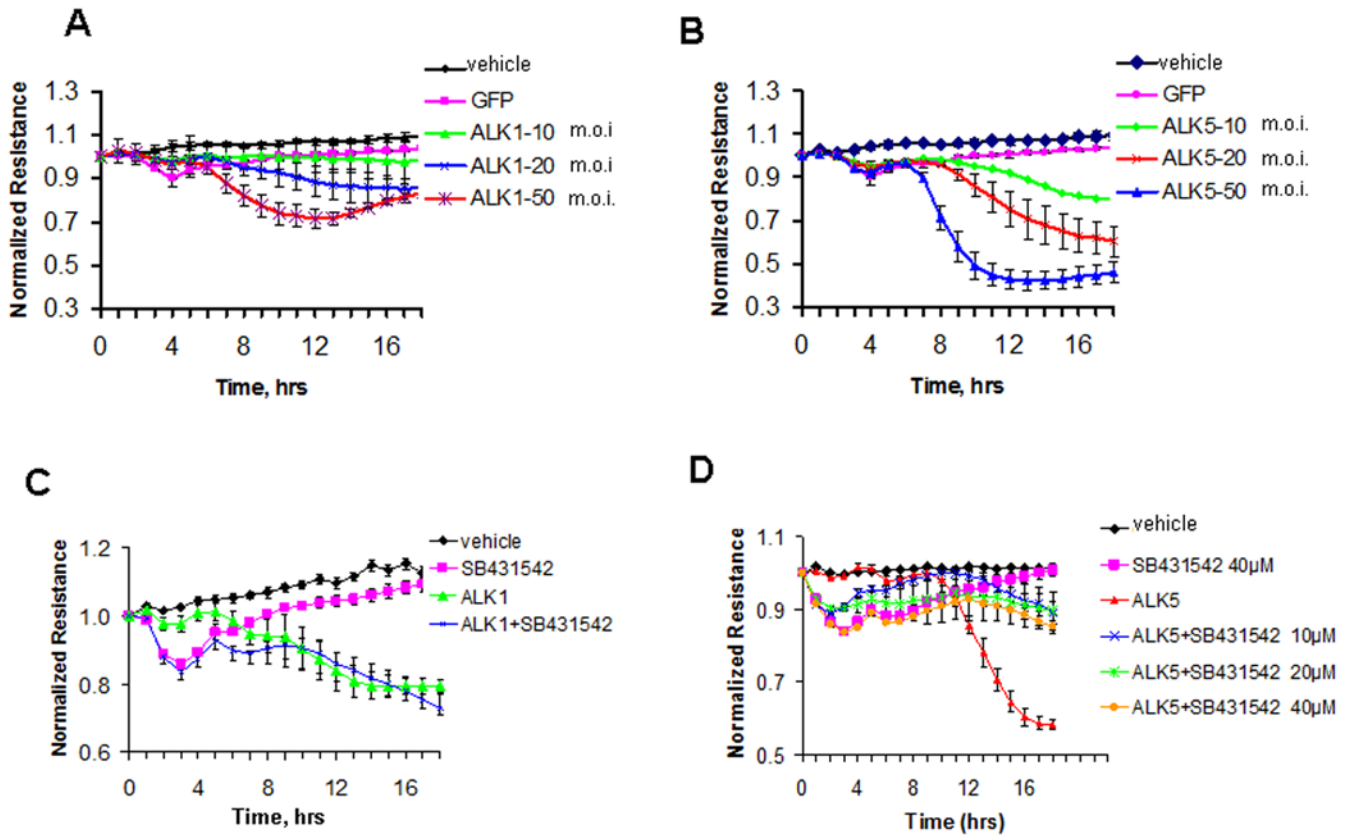 A
vehicle
GFP
ALK1-10 m.o.i
ALK1-20 m.o.i
ALK1-50 m.o.i.
Normalized Resistance
1.3
1.1
0.9
0.7
0.5
0.3
0 4 8 12 16
Time, hrs
B
vehicle
GFP
ALK5-10 m.o.i.
ALK5-20 m.o.i.
ALK5-50 m.o.i.
Normalized Resistance
1.3
1.1
0.9
0.7
0.5
0.3
0 4 8 12 16
Time, hrs
C
vehicle
SB431542
ALK1
ALK1+SB431542
Normalized Resistance
1.2
1.0
0.8
0.6
0 4 8 12 16
Time, hrs
D
vehicle
SB431542 40µM
ALK5
ALK5+SB431542 10µM
ALK5+SB431542 20µM
ALK5+SB431542 40µM
Normalized Resistance
1.1
0.9
0.7
0.5
0 4 8 12 16
Time (hrs)